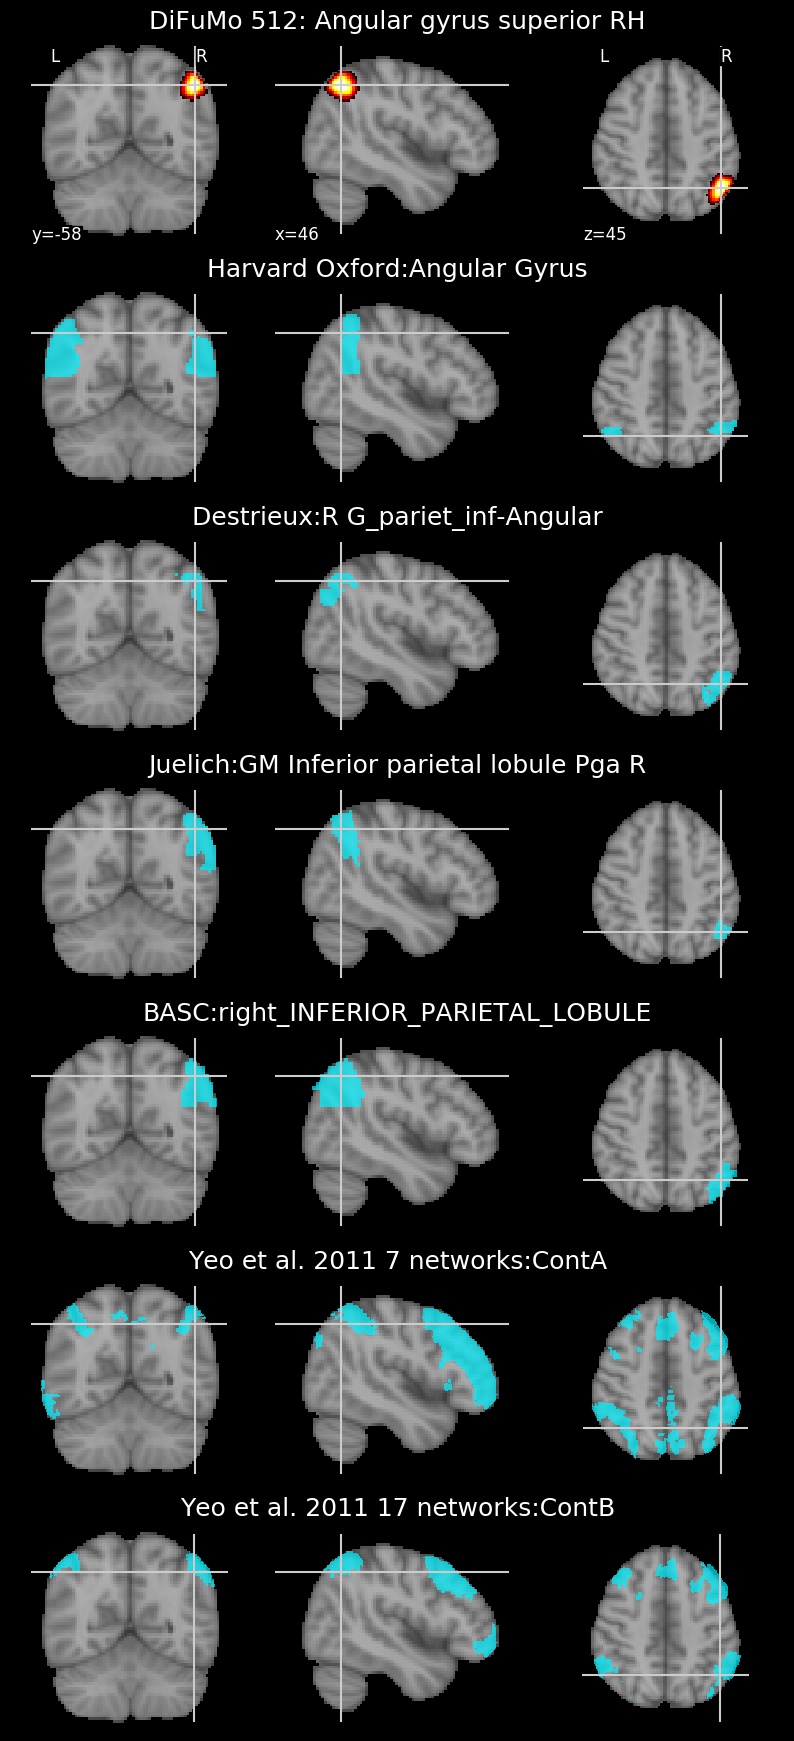 DiFuMo 512: Angular gyrus superior RH
L R L R
y=-58 x=46 z=45
Harvard Oxford:Angular Gyrus
Destrieux:R G_pariet_inf-Angular
Juelich:GM Inferior parietal lobule Pga R
BASC:right_INFERIOR_PARIETAL_LOBULE
Yeo et al. 2011 7 networks:ContA
Yeo et al. 2011 17 networks:ContB